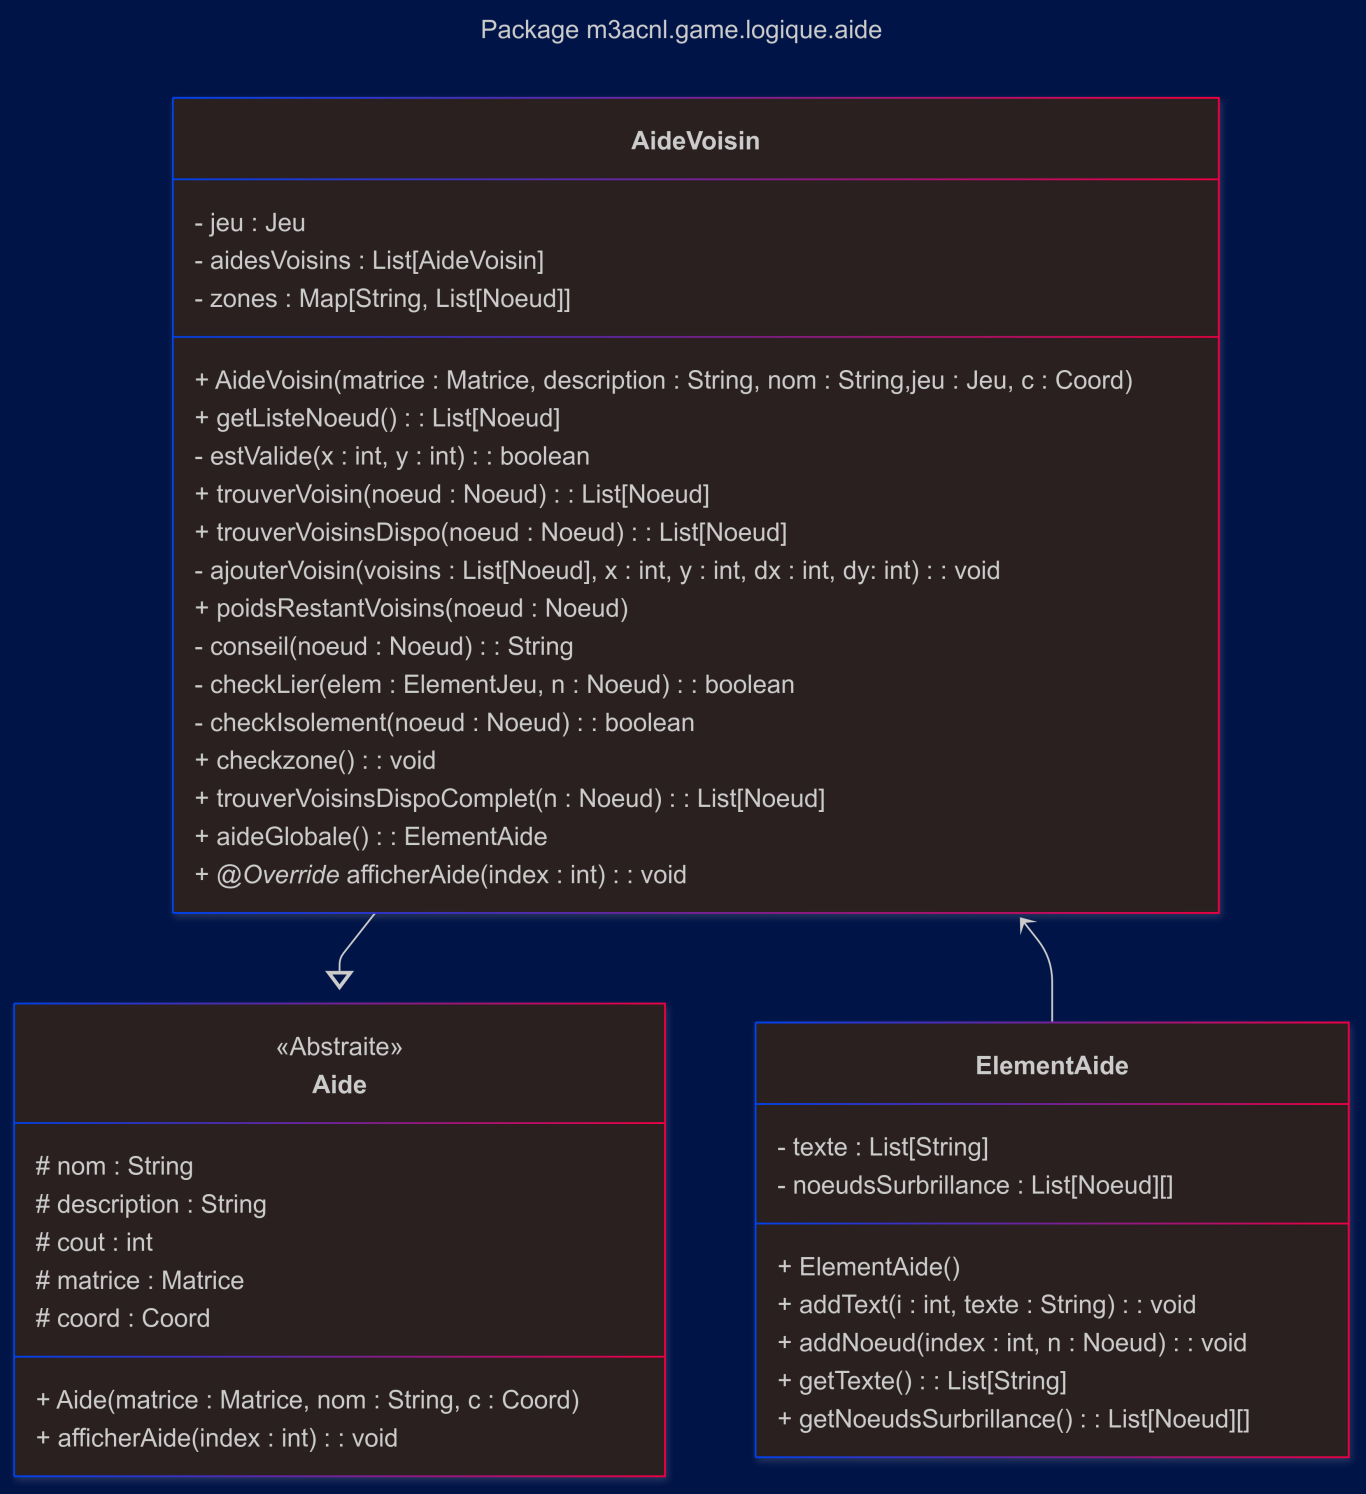 Package m3acnl.game.logique.aide
AideVoisin
- jeu : Jeu
- aidesVoisins : List[AideVoisin]
- zones : Map[String, List[Noeud]]
+ AideVoisin(matrice : Matrice, description : String, nom : String,jeu : Jeu, c : Coord)
+ getListeNoeud() : : List[Noeud]
- estValide(x : int, y : int) : : boolean
+ trouverVoisin(noeud : Noeud) : : List[Noeud]
+ trouverVoisinsDispo(noeud : Noeud) : : List[Noeud]
- ajouterVoisin(voisins : List[Noeud], x : int, y : int, dx : int, dy: int) : : void
+ poidsRestantVoisins(noeud : Noeud)
- conseil(noeud : Noeud) : : String
- checkLier(elem : ElementJeu, n : Noeud) : : boolean
- checkIsolement(noeud : Noeud) : : boolean
+ checkzone() : : void
+ trouverVoisinsDispoComplet(n : Noeud) : : List[Noeud]
+ aideGlobale() : : ElementAide
+ @Override afficherAide(index : int) : : void
«Abstraite»
Aide
# nom : String
# description : String
# cout : int
# matrice : Matrice
# coord : Coord
+ Aide(matrice : Matrice, nom : String, c : Coord)
+ afficherAide(index : int) : : void
ElementAide
- texte : List[String]
- noeudsSurbrillance : List[Noeud][]
+ ElementAide()
+ addText(i : int, texte : String) : : void
+ addNoeud(index : int, n : Noeud) : : void
+ getTexte() : : List[String]
+ getNoeudsSurbrillance() : : List[Noeud][]